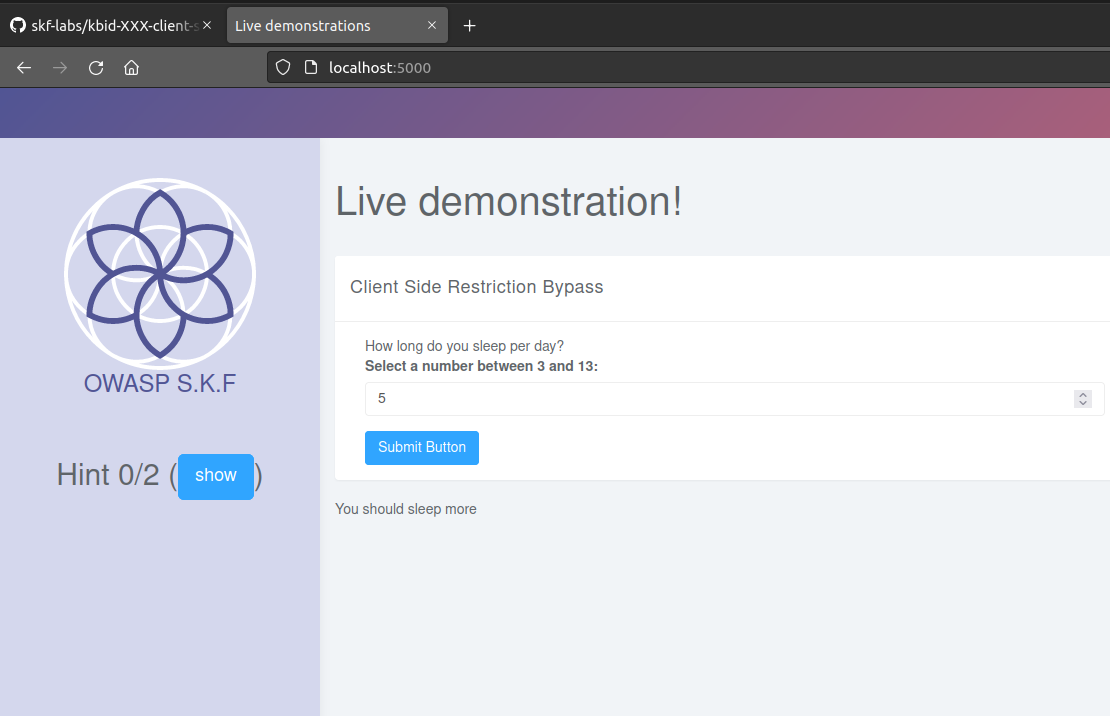 skf-labs/kbid-XXX-client-s
Live demonstrations
localhost:5000
OWASP S.K.F
Hint 0/2 (show)
Live demonstration!
Client Side Restriction Bypass
How long do you sleep per day?
Select a number between 3 and 13:
5
Submit Button
You should sleep more